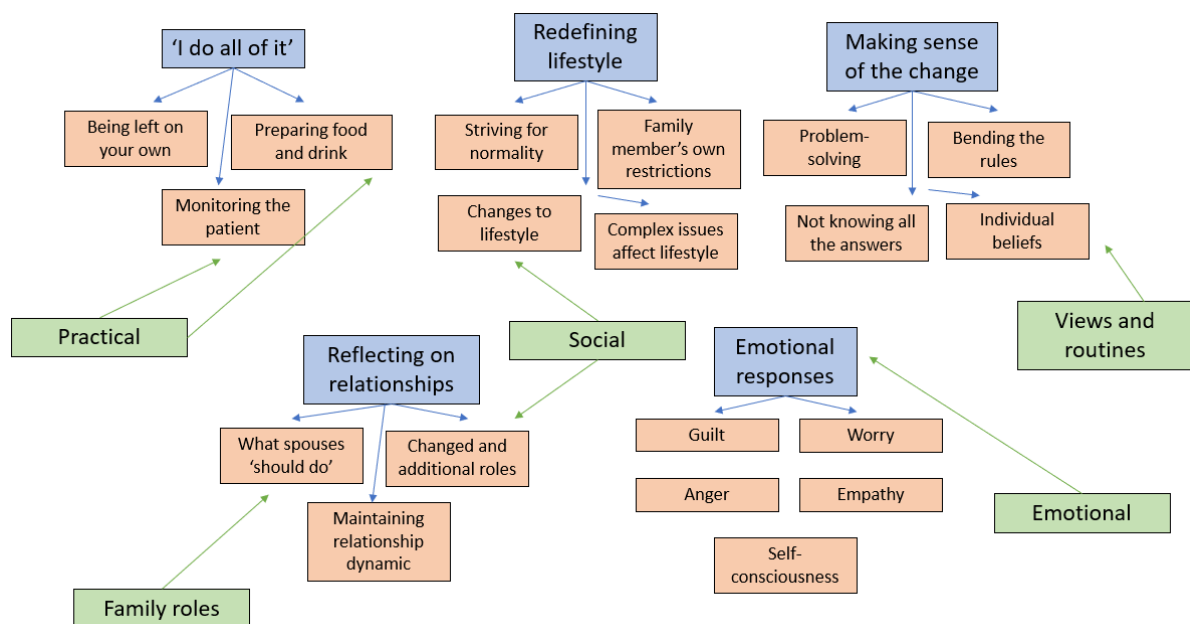 'I do all of it'
Being left on
your own
Preparing food
and drink
Monitoring the
patient
Redefining
lifestyle
Striving for
normality
Family
member's own
restrictions
Changes to
lifestyle
Complex issues
affect lifestyle
Making sense
of the change
Problem-
solving
Bending the
rules
Not knowing all
the answers
Individual
beliefs
Practical
Social
Views and
routines
Reflecting on
relationships
What spouses
'should do'
Changed and
additional roles
Maintaining
relationship
dynamic
Emotional
responses
Guilt
Worry
Anger
Empathy
Self-
consciousness
Emotional
Family roles